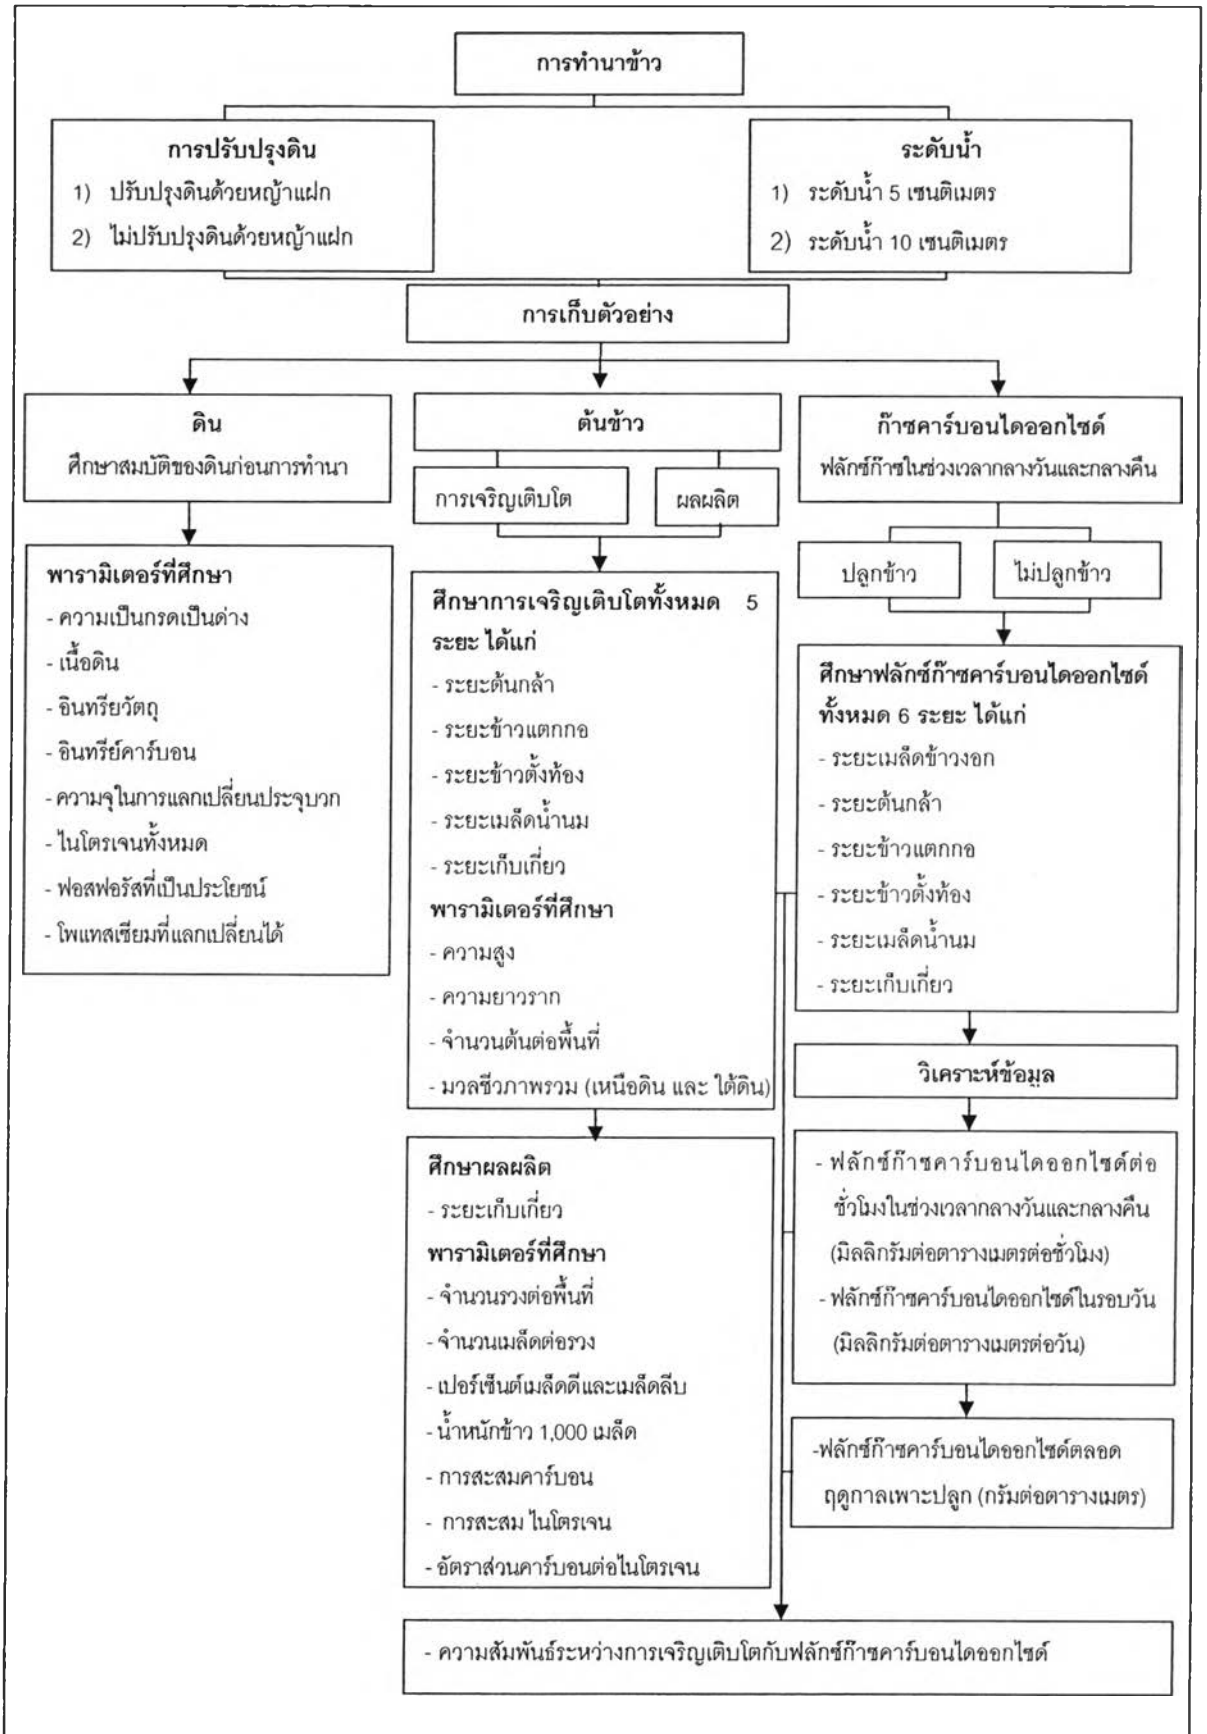 การทำนาข้าว
การปรับปรุงดิน
1) ปรับปรุงดินด้วยหญ้าแฝก
2) ไม่ปรับปรุงดินด้วยหญ้าแฝก
ระดับน้ำ
1) ระดับน้ำ 5 เซนติเมตร
2) ระดับน้ำ 10 เซนติเมตร
การเก็บตัวอย่าง
ดิน
ศึกษาสมบัติของดินก่อนการทำนา
พารามิเตอร์ที่ศึกษา
- ความเป็นกรดเป็นด่าง
- เนื้อดิน
- อินทรียวัตถุ
- อินทรีย์คาร์บอน
- ความจุในการแลกเปลี่ยนประจุบวก
- ไนโตรเจนทั้งหมด
- ฟอสฟอรัสที่เป็นประโยชน์
- โพแทสเซียมที่แลกเปลี่ยนได้
ต้นข้าว
การเจริญเติบโต
ผลผลิต
ศึกษาการเจริญเติบโตทั้งหมด 5
ระยะ ได้แก่
- ระยะต้นกล้า
- ระยะข้าวแตกกอ
- ระยะข้าวตั้งท้อง
- ระยะเมล็ดน้ำนม
- ระยะเก็บเกี่ยว
พารามิเตอร์ที่ศึกษา
- ความสูง
- ความยาวราก
- จำนวนต้นต่อพื้นที่
- มวลชีวภาพรวม (เหนือดิน และ ใต้ดิน)
ศึกษาผลผลิต
- ระยะเก็บเกี่ยว
พารามิเตอร์ที่ศึกษา
- จำนวนรวงต่อพื้นที่
- จำนวนเมล็ดต่อรวง
- เปอร์เซ็นต์เมล็ดดีและเมล็ดลีบ
- น้ำหนักข้าว 1,000 เมล็ด
- การสะสมคาร์บอน
- การสะสม ไนโตรเจน
- อัตราส่วนคาร์บอนต่อไนโตรเจน
ก๊าซคาร์บอนไดออกไซด์
ฟลักซ์ก๊าซในช่วงเวลากลางวันและกลางคืน
ปลูกข้าว
ไม่ปลูกข้าว
ศึกษาฟลักซ์ก๊าซคาร์บอนไดออกไซด์
ทั้งหมด 6 ระยะ ได้แก่
- ระยะเมล็ดข้าวงอก
- ระยะต้นกล้า
- ระยะข้าวแตกกอ
- ระยะข้าวตั้งท้อง
- ระยะเมล็ดน้ำนม
- ระยะเก็บเกี่ยว
วิเคราะห์ข้อมูล
- ฟลักซ์ก๊าซคาร์บอนไดออกไซด์ต่อ
ชั่วโมงในช่วงเวลากลางวันและกลางคืน
(มิลลิกรัมต่อตารางเมตรต่อชั่วโมง)
- ฟลักซ์ก๊าซคาร์บอนไดออกไซด์ในรอบวัน
(มิลลิกรัมต่อตารางเมตรต่อวัน)
-ฟลักซ์ก๊าซคาร์บอนไดออกไซด์ตลอด
ฤดูกาลเพาะปลูก (กรัมต่อตารางเมตร)
- ความสัมพันธ์ระหว่างการเจริญเติบโตกับฟลักซ์ก๊าซคาร์บอนไดออกไซด์